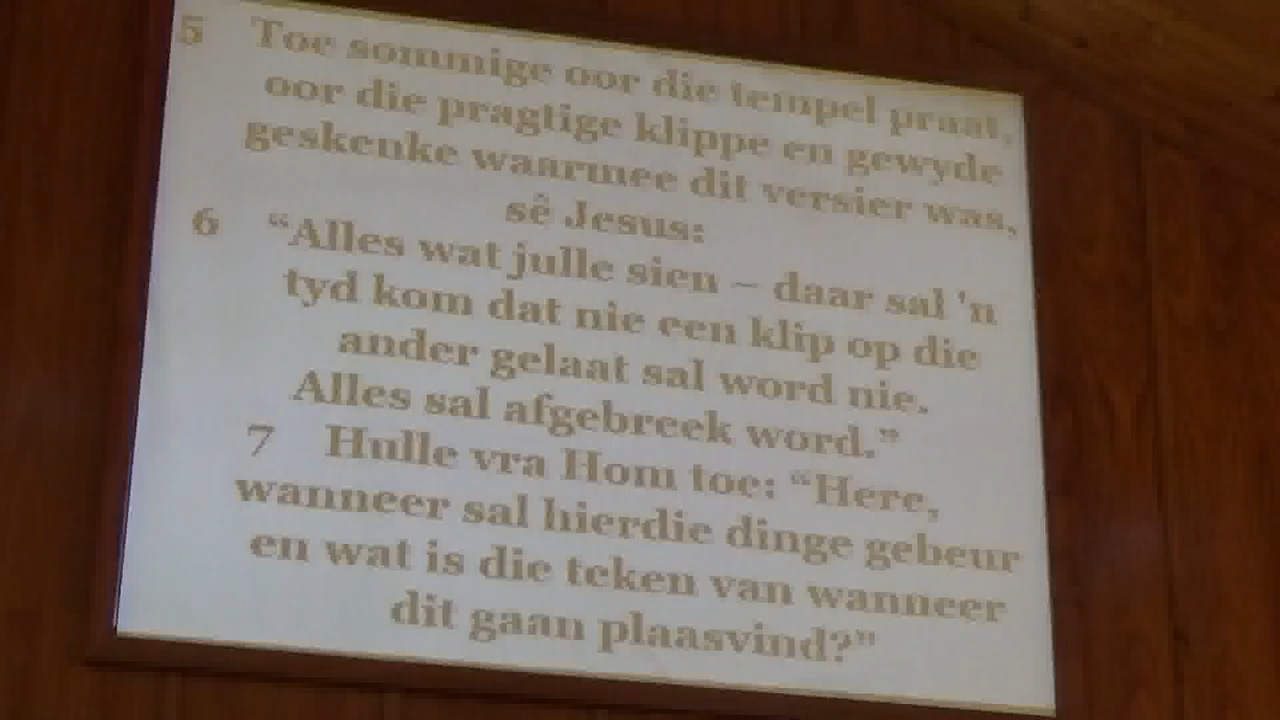 5 Toe sommige oor die tempel praat,
oor die pragtige klippe en gewyde
geskenke waarmee dit versier was,
sê Jesus:
6 “Alles wat julle sien – daar sal 'n
tyd kom dat nie een klip op die
ander gelaat sal word nie.
Alles sal afgebreek word.”
7 Hulle vra Hom toe: “Here,
wanneer sal hierdie dinge gebeur
en wat is die teken van wanneer
dit gaan plaasvind?”